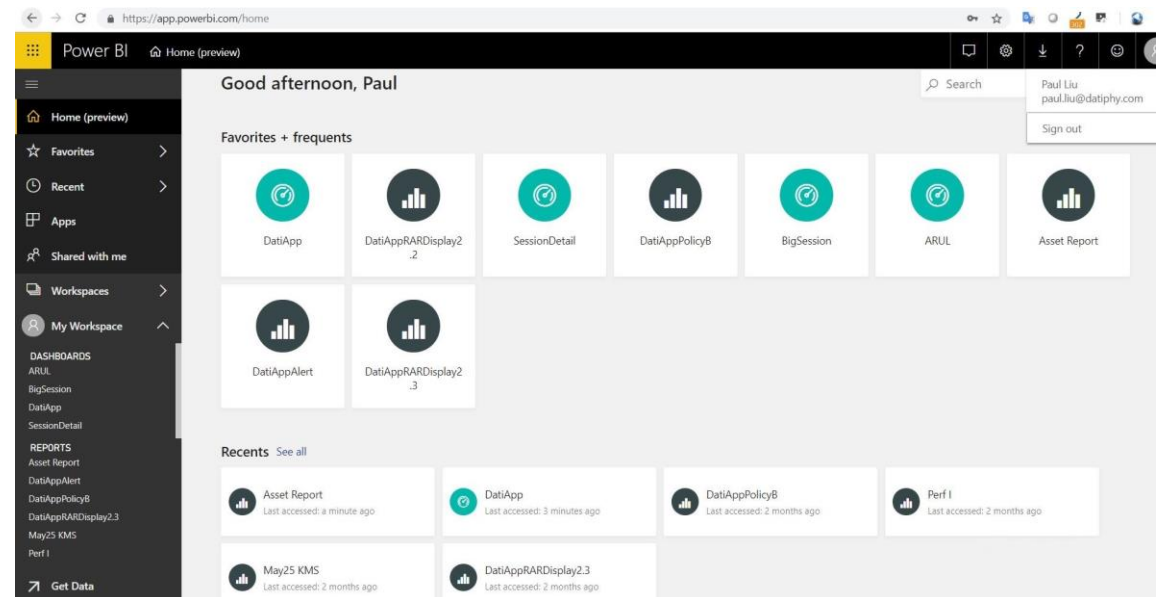 https://app.powerbi.com/home
Power BI Home (preview)
?
Good afternoon, Paul
Search
Paul Liu
paul.liu@datiphy.com
Sign out
Home (preview)
Favorites
Recent
Apps
Shared with me
Workspaces
My Workspace
DASHBOARDS
ARUL
BigSession
DatiApp
SessionDetail
REPORTS
Asset Report
DatiAppAlert
DatiAppPolicyB
DatiAppRARDisplay2.3
May25 KMS
Perf I
Get Data
Favorites + frequents
DatiApp
DatiAppRARDisplay2
.2
SessionDetail
DatiAppPolicyB
BigSession
ARUL
Asset Report
DatiAppAlert
DatiAppRARDisplay2
.3
Recents See all
Asset Report
Last accessed: a minute ago
DatiApp
Last accessed: 3 minutes ago
DatiAppPolicyB
Last accessed: 2 months ago
Perf I
Last accessed: 2 months ago
May25 KMS
Last accessed: 2 months ago
DatiAppRARDisplay2.3
Last accessed: 2 months ago